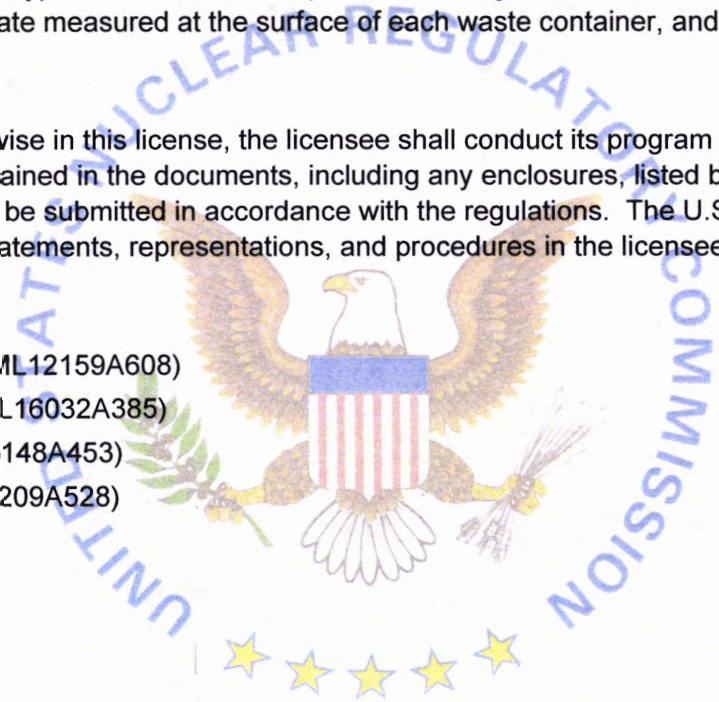 ate measured at the surface of each waste container, and
wise in this license, the licensee shall conduct its program
ained in the documents, including any enclosures, listed b
be submitted in accordance with the regulations. The U.S
atements, representations, and procedures in the licensee
ML12159A608)
L16032A385)
148A453)
209A528)
UNITED STATES NUCLEAR REGULATORY COMMISSION